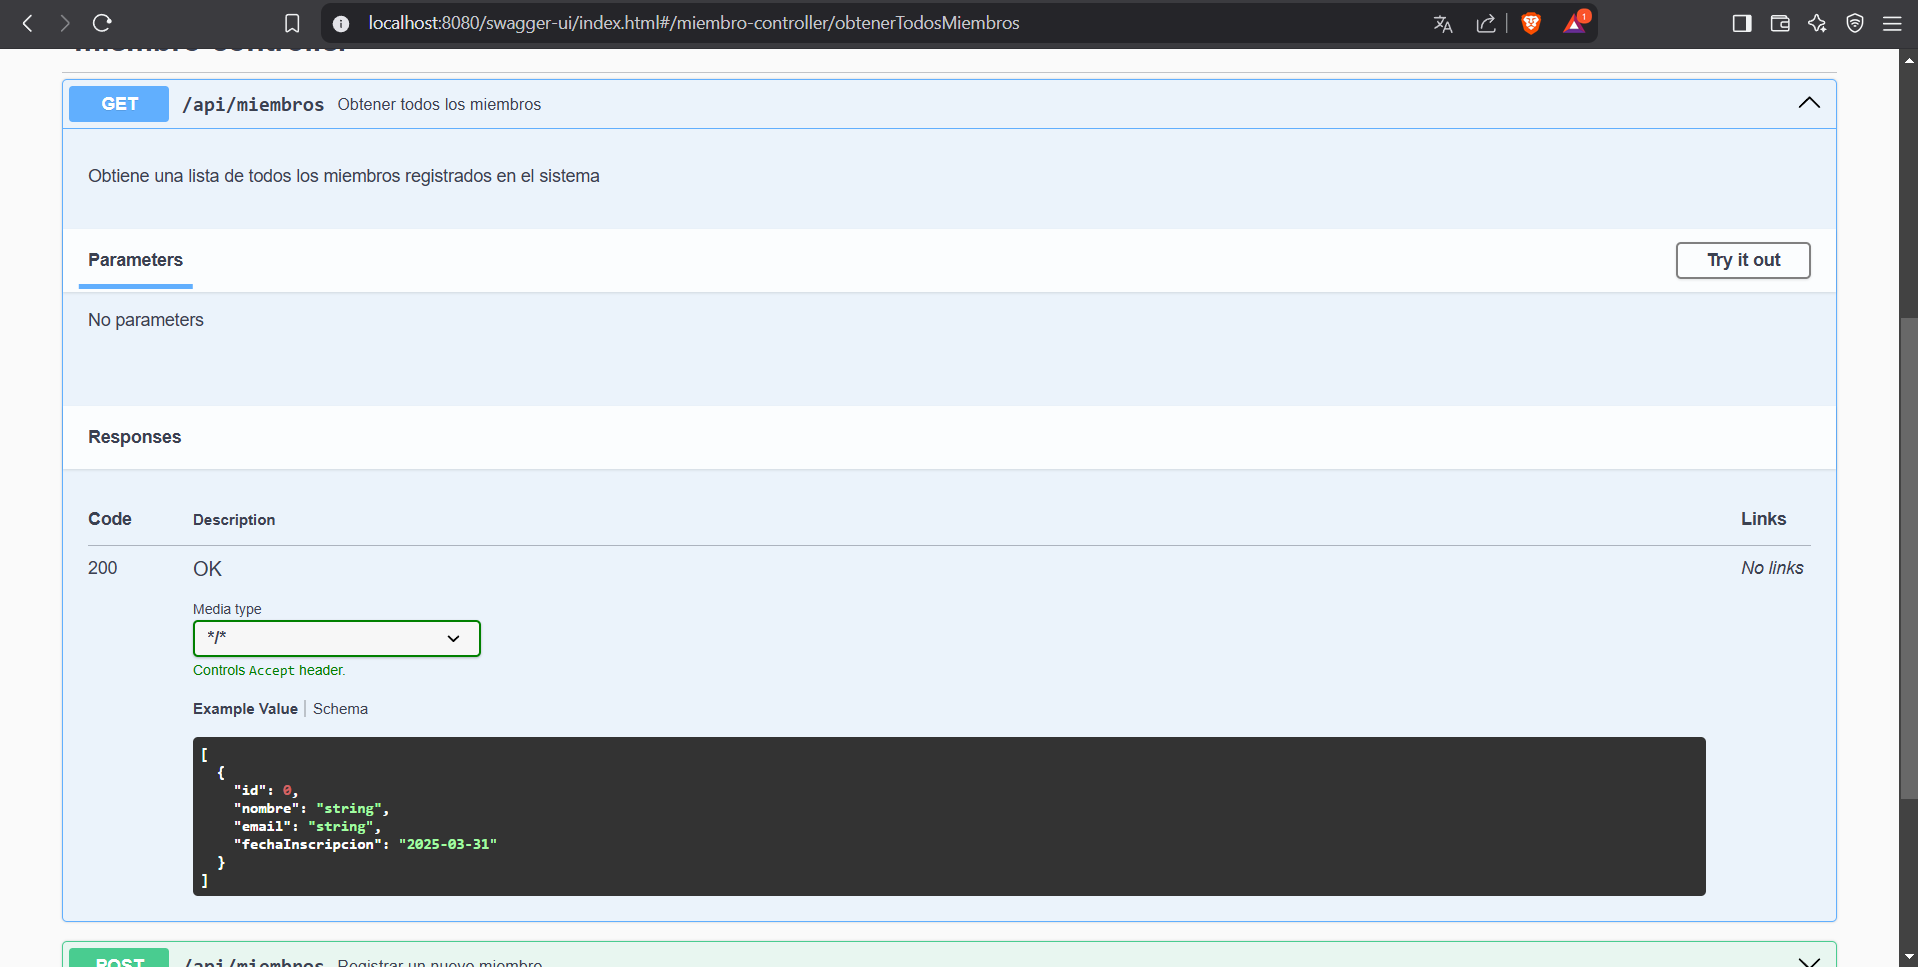 localhost:8080/swagger-ui/index.html#/miembro-controller/obtenerTodosMiembros
1
miembro-controller
GET /api/miembros Obtener todos los miembros
Obtiene una lista de todos los miembros registrados en el sistema
Parameters
Try it out
No parameters
Responses
Code Description Links
200 OK No links
Media type
*/*
Controls Accept header.
Example Value | Schema
[
  {
    "id": 0,
    "nombre": "string",
    "email": "string",
    "fechaInscripcion": "2025-03-31"
  }
]
POST /api/miembros Registrar un nuevo miembro